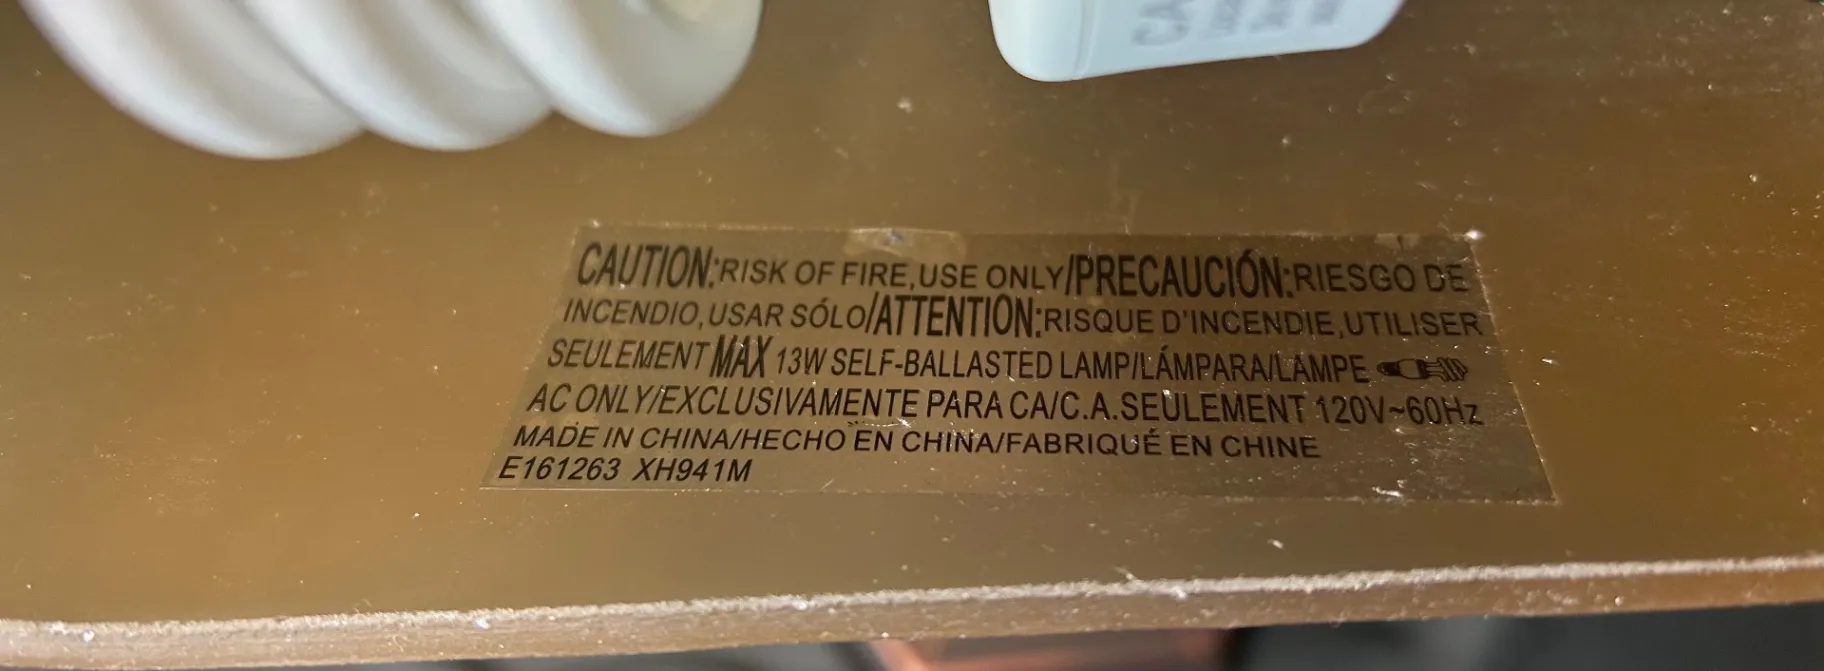 CA
CAUTION:RISK OF FIRE,USE ONLY/PRECAUCIÓN:RIESGO DE
INCENDIO,USAR SÓLO/ATTENTION:RISQUE D'INCENDIE,UTILISER
SEULEMENT MAX 13W SELF-BALLASTED LAMP/LÁMPARA/LAMPE
AC ONLY/EXCLUSIVAMENTE PARA CA/C.A.SEULEMENT 120V~60Hz
MADE IN CHINA/HECHO EN CHINA/FABRIQUÉ EN CHINE
E161263 XH941M